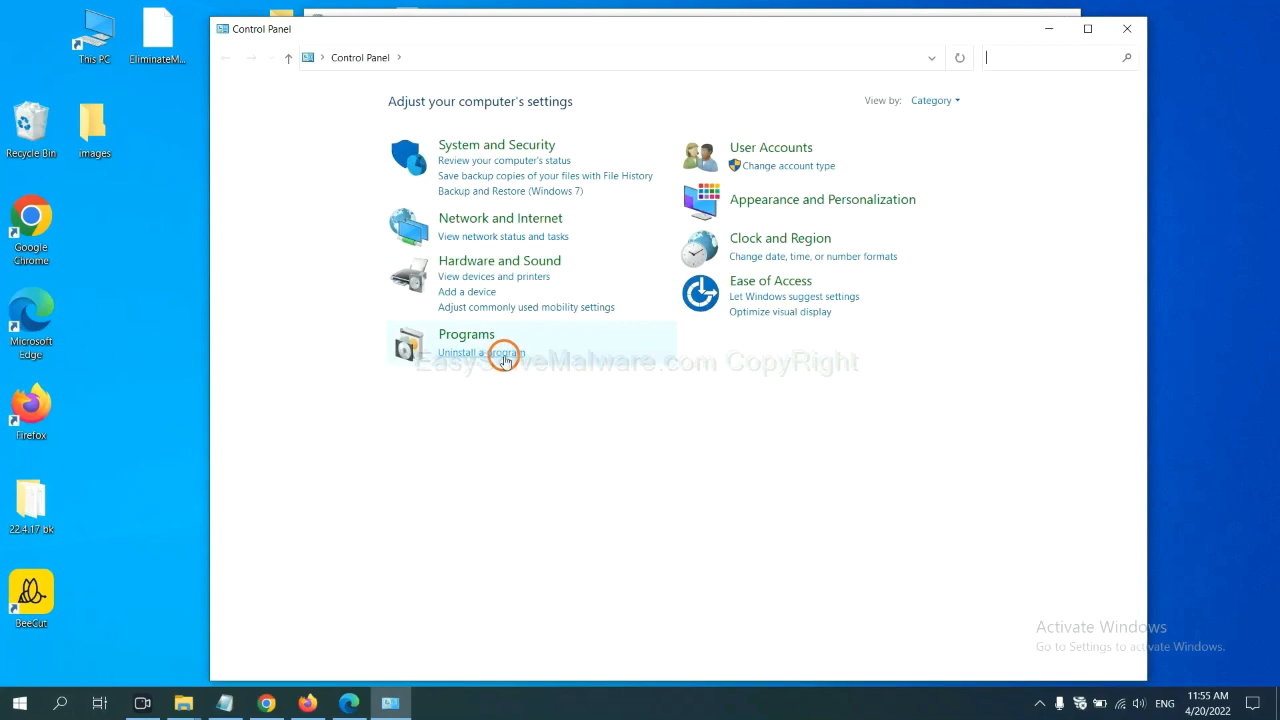 This PC
EliminateM...
Recycle Bin
images
Google
Chrome
Microsoft
Edge
Firefox
22.4.17 bk
BeeCut
Control Panel
Control Panel
Adjust your computer's settings
View by: Category
System and Security
Review your computer's status
Save backup copies of your files with File History
Backup and Restore (Windows 7)
Network and Internet
View network status and tasks
Hardware and Sound
View devices and printers
Add a device
Adjust commonly used mobility settings
Programs
Uninstall a program
User Accounts
Change account type
Appearance and Personalization
Clock and Region
Change date, time, or number formats
Ease of Access
Let Windows suggest settings
Optimize visual display
EasySolveMalware.com CopyRight
Activate Windows
Go to Settings to activate Windows.
ENG
11:55 AM
4/20/2022